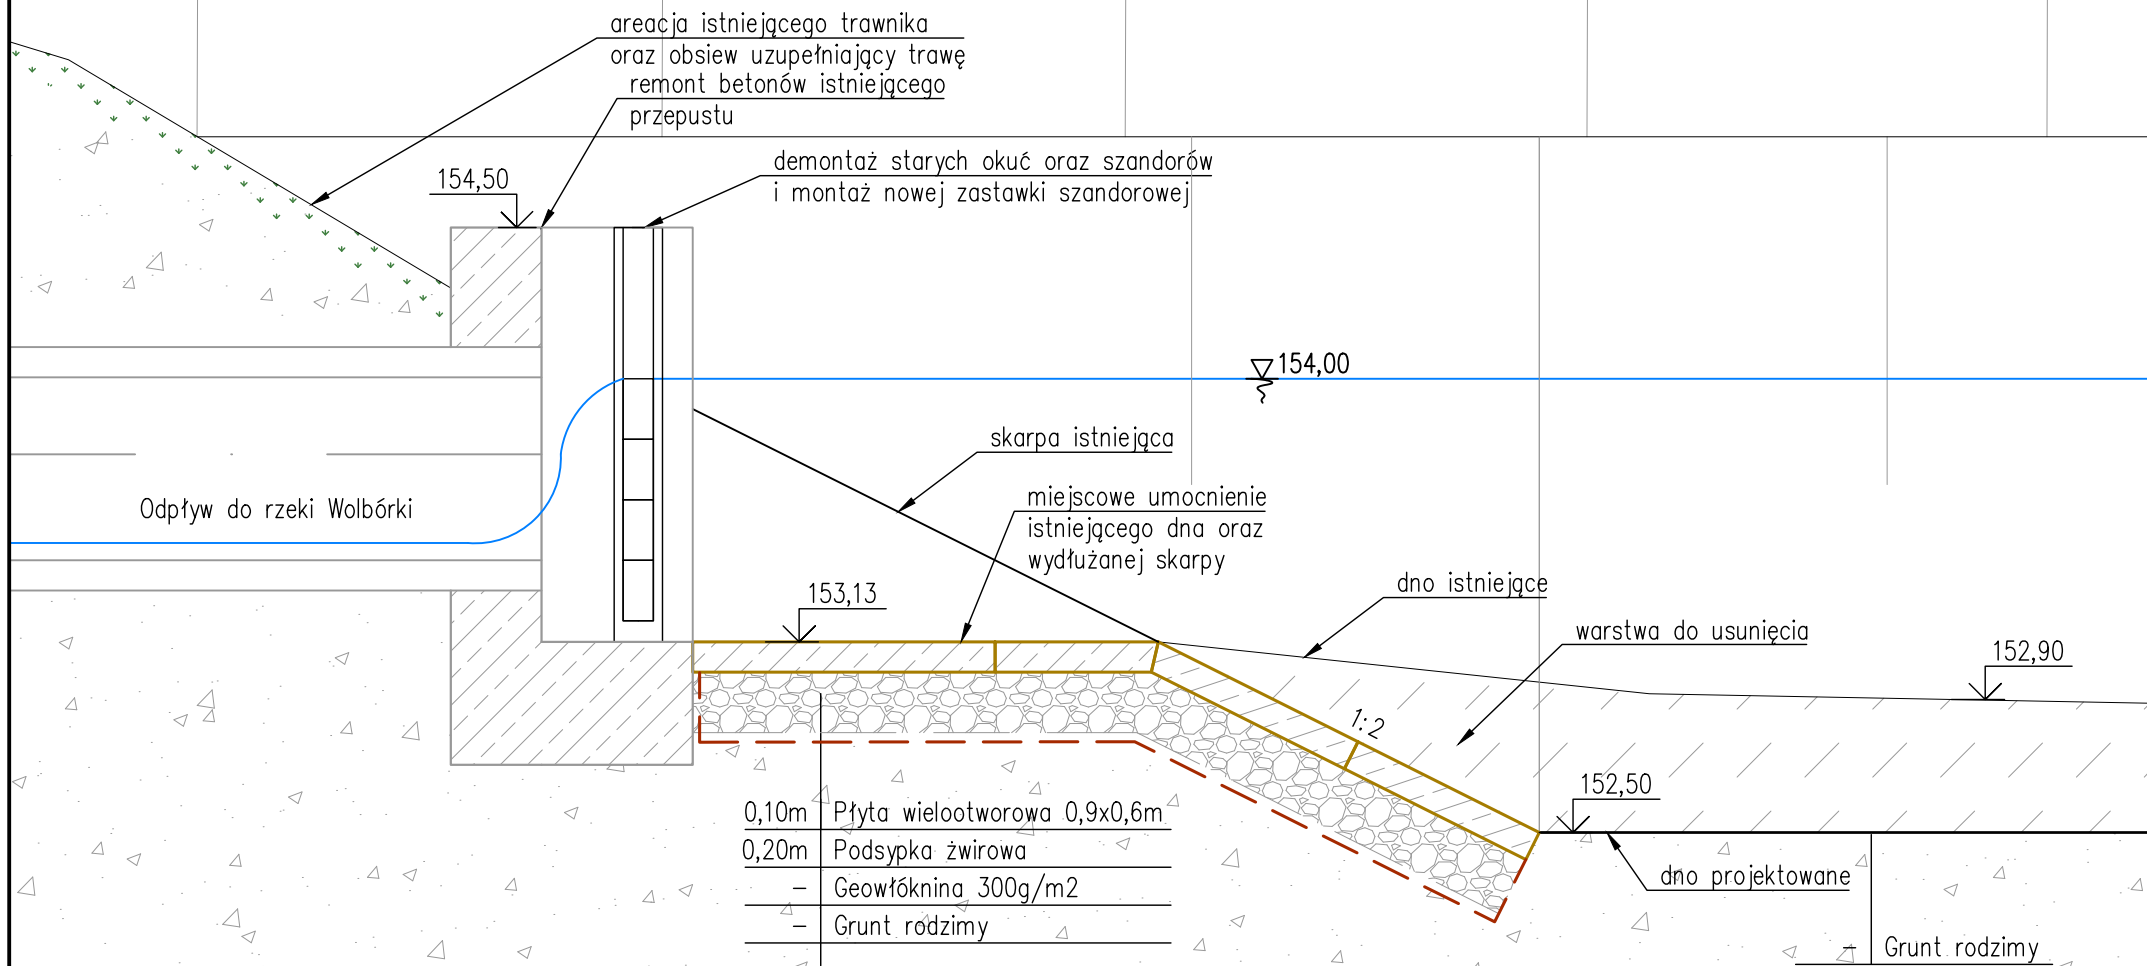 areacja istniejącego trawnika
oraz obsiew uzupełniający trawę
remont betonów istniejącego
przepustu
demontaż starych okuć oraz szandorów
i montaż nowej zastawki szandorowej
154,50
154,00
skarpa istniejąca
Odpływ do rzeki Wolbórki
miejscowe umocnienie
istniejącego dna oraz
wydłużanej skarpy
153,13
dno istniejące
warstwa do usunięcia
152,90
1:2
152,50
0,10m Płyta wielootworowa 0,9x0,6m
0,20m Podsypka żwirowa
– Geowłóknina 300g/m2
– Grunt rodzimy
dno projektowane
– Grunt rodzimy